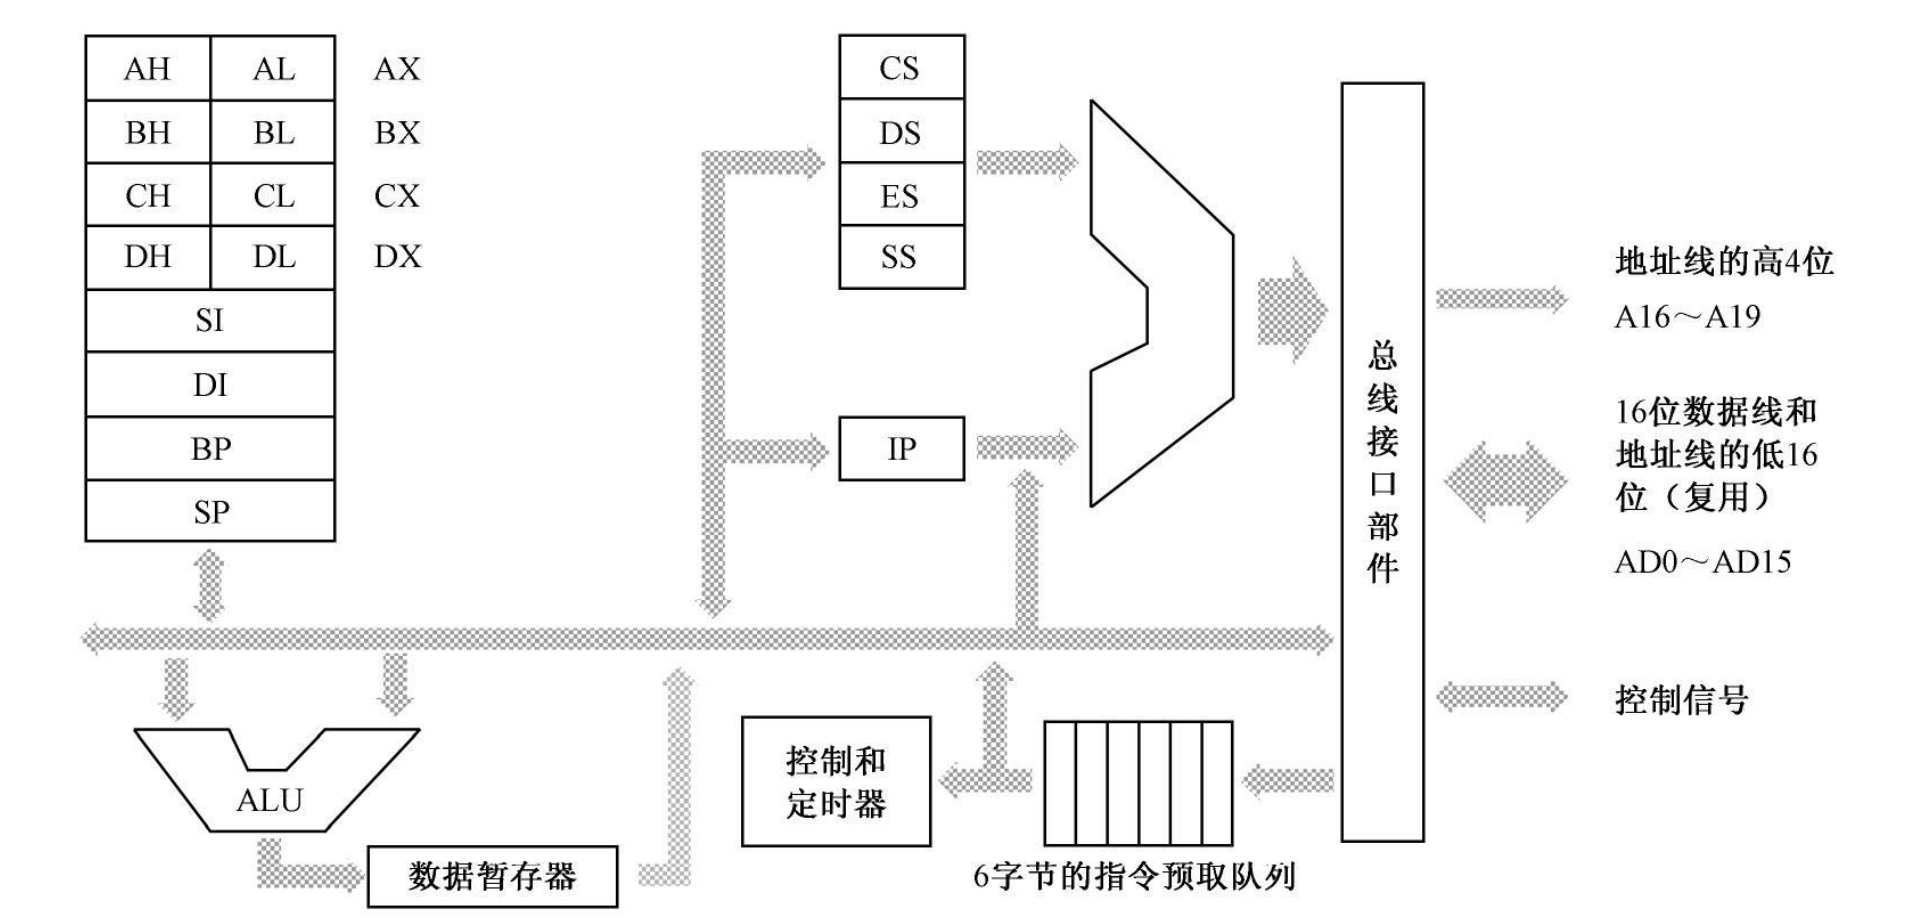 AH AL AX
BH BL BX
CH CL CX
DH DL DX
SI
DI
BP
SP
CS
DS
ES
SS
IP
总线接口部件
地址线的高4位
A16～A19
16位数据线和
地址线的低16
位（复用）
AD0～AD15
控制信号
ALU
数据暂存器
控制和
定时器
6字节的指令预取队列